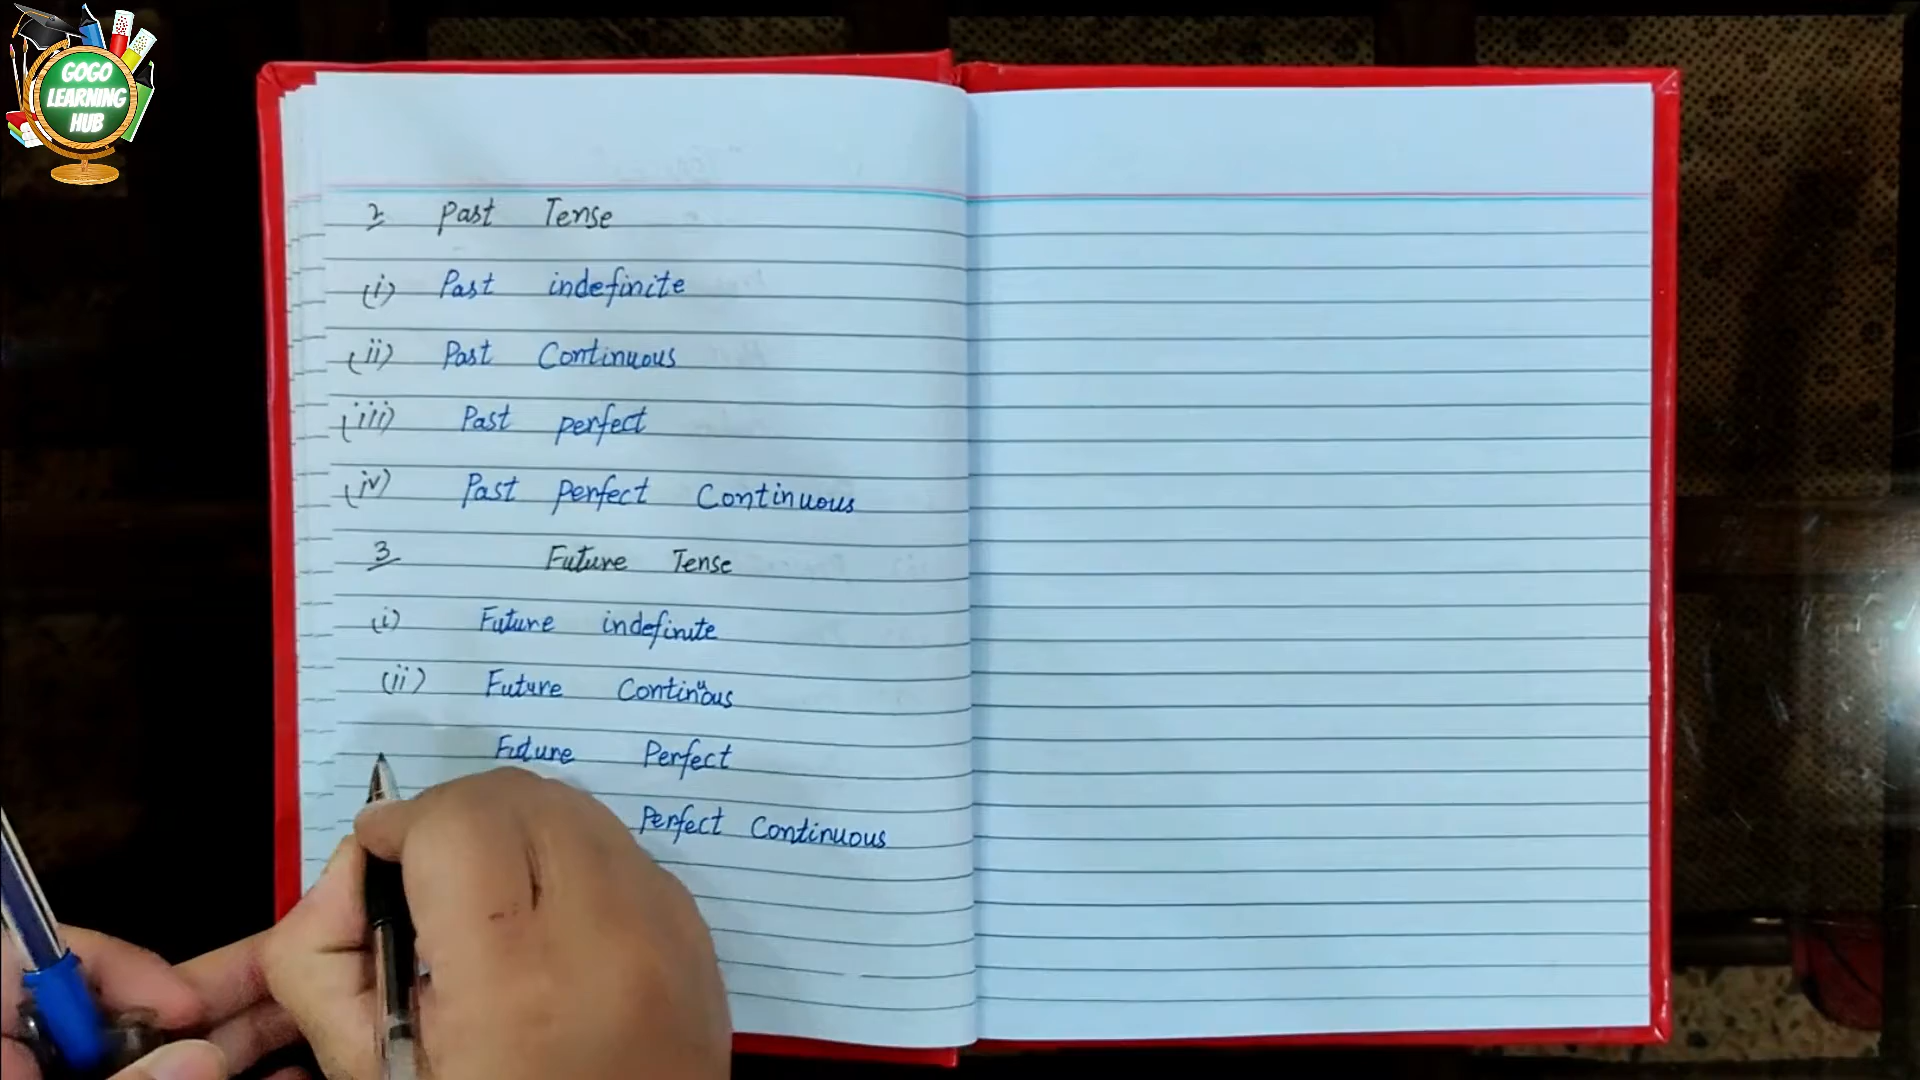 GOGO
LEARNING
HUB
2 Past Tense
(i) Past indefinite
(ii) Past Continuous
(iii) Past perfect
(iv) Past perfect Continuous
3 Future Tense
(i) Future indefinite
(ii) Future Continuous
Future Perfect
Perfect Continuous